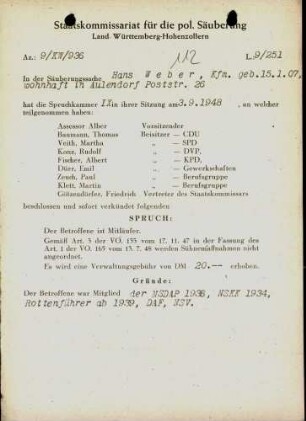 Staatskommissariat für die pol. Säuberung
Land Württemberg-Hohenzollern
Az.: 9/KW/936 112 L 9/251
In der Säuberungssache Hans Weber, Kfm. geb.15.1.07,
wohnhaft in Aulendorf Poststr. 26
hat die Spruchkammer IX in ihrer Sitzung am 3.9.1948, an welcher
teilgenommen haben:
Assessor Alber Vorsitzender
Baumann, Thomas Beisitzer — CDU
Veith, Martha „ — SPD
Konz, Rudolf „ — DVP,
Fischer, Albert „ — KPD,
Dürr, Emil „ — Gewerkschaften
Zesch, Paul „ — Berufsgruppe
Klett, Martin „ — Berufsgruppe
Friedrich Vertreter des Staatskommissars
beschlossen und sofort verkündet folgenden
SPRUCH:
Der Betroffene ist Mitläufer.
Gemäß Art. 3 der VO. 133 vom 17. 11. 47 in der Fassung des
Art. 1 der VO. 165 vom 13. 7. 48 werden Sühnemaßnahmen nicht
angeordnet.
Es wird eine Verwaltungsgebühr von DM 20.-- erhoben.
Gründe:
Der Betroffene war Mitglied der NSDAP 1938, NSKK 1934,
Rottenführer ab 1939, DAF, NSV.